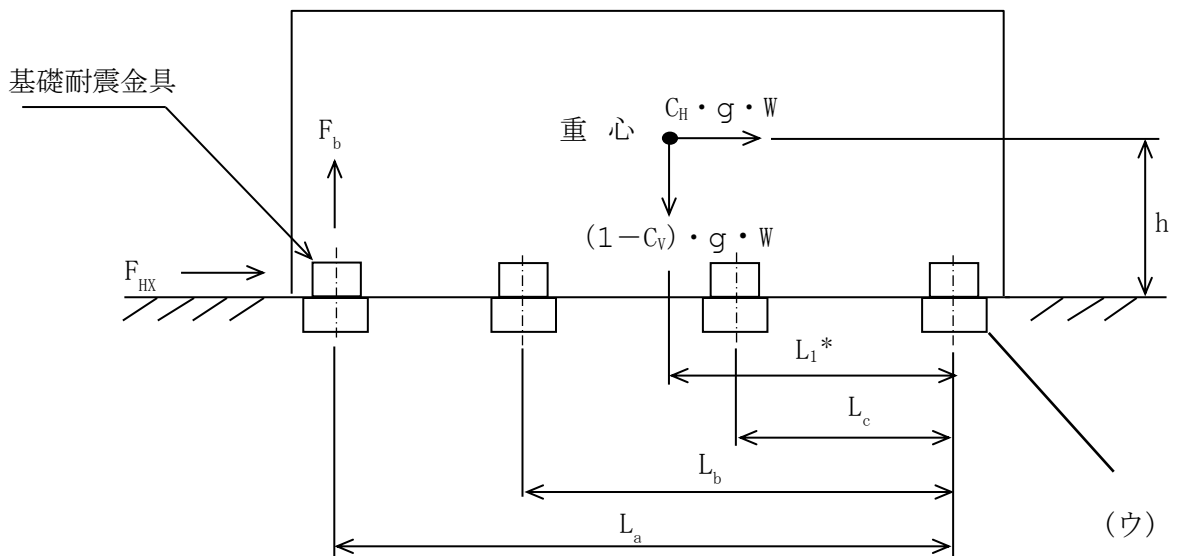 基礎耐震金具
F_b
重 心
C_H・g・W
(1－C_V)・g・W
h
F_HX
L_1*
L_c
L_b
L_a
(ウ)